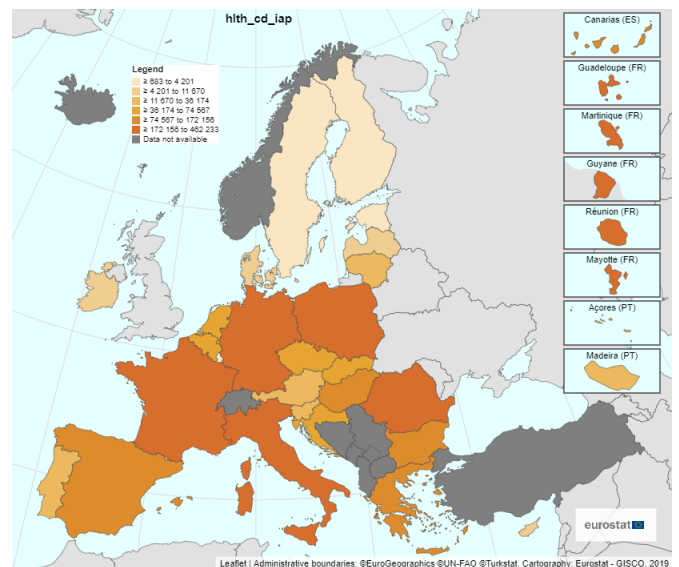 hlth_cd_iap
Legend
≥ 683 to 4 201
≥ 4 201 to 11 670
≥ 11 670 to 36 174
≥ 36 174 to 74 567
≥ 74 567 to 172 156
≥ 172 156 to 462 233
Data not available
Canarias (ES)
Guadeloupe (FR)
Martinique (FR)
Guyane (FR)
Réunion (FR)
Mayotte (FR)
Açores (PT)
Madeira (PT)
eurostat
Leaflet | Administrative boundaries: ©EuroGeographics ©UN-FAO ©Turkstat, Cartography: Eurostat - GISCO, 2019